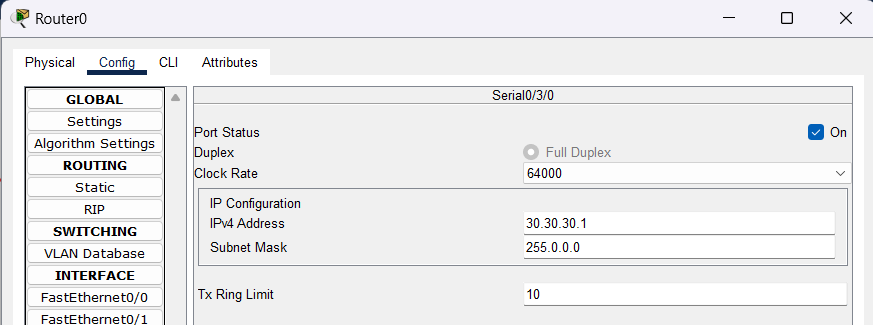 Router0
Physical Config CLI Attributes
GLOBAL
Settings
Algorithm Settings
ROUTING
Static
RIP
SWITCHING
VLAN Database
INTERFACE
FastEthernet0/0
FastEthernet0/1
Serial0/3/0
Port Status On
Duplex Full Duplex
Clock Rate 64000
IP Configuration
IPv4 Address 30.30.30.1
Subnet Mask 255.0.0.0
Tx Ring Limit 10